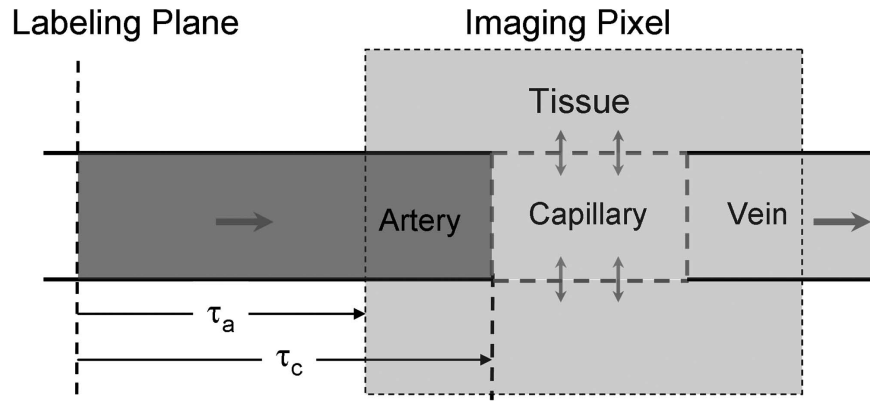 Labeling Plane
Imaging Pixel
Tissue
Artery
Capillary
Vein
τa
τc